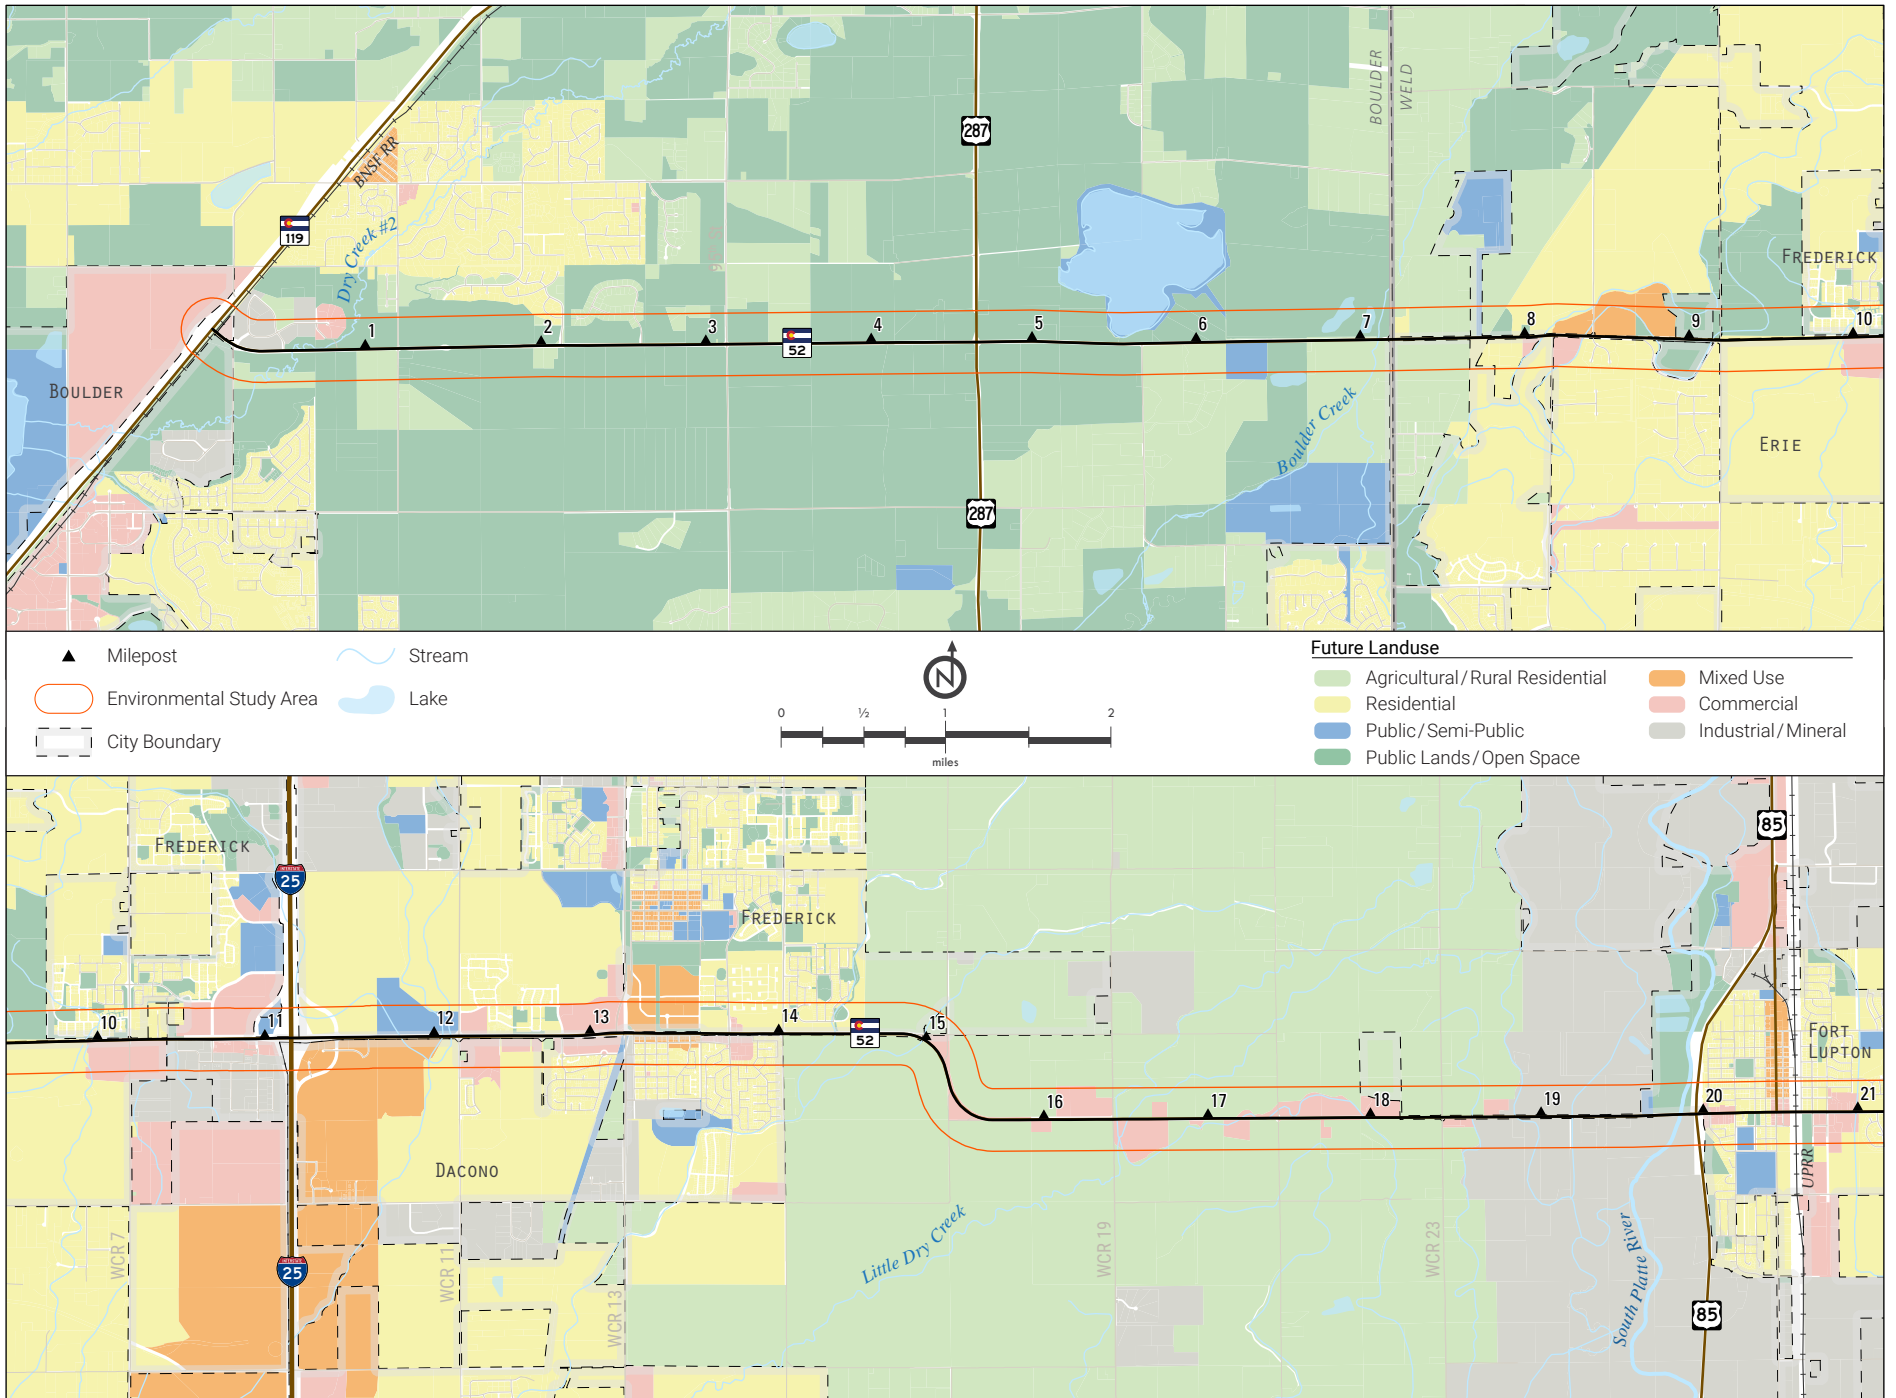 BOULDER
WELD
287
BNSF RR
119
Dry Creek #2
FREDERICK
1
2
3
52
4
5
6
7
8
9
10
BOULDER
Boulder Creek
ERIE
287
Milepost
Environmental Study Area
City Boundary
Stream
Lake
N
0
½
1
2
miles
Future Landuse
Agricultural/Rural Residential
Residential
Public/Semi-Public
Public Lands/Open Space
Mixed Use
Commercial
Industrial/Mineral
FREDERICK
INTERSTATE
25
85
FREDERICK
10
11
12
13
14
52
15
FORT
LUPTON
16
17
18
19
20
21
DACONO
UPRR
Little Dry Creek
WCR 7
WCR 11
WCR 13
WCR 19
WCR 23
South Platte River
INTERSTATE
25
85